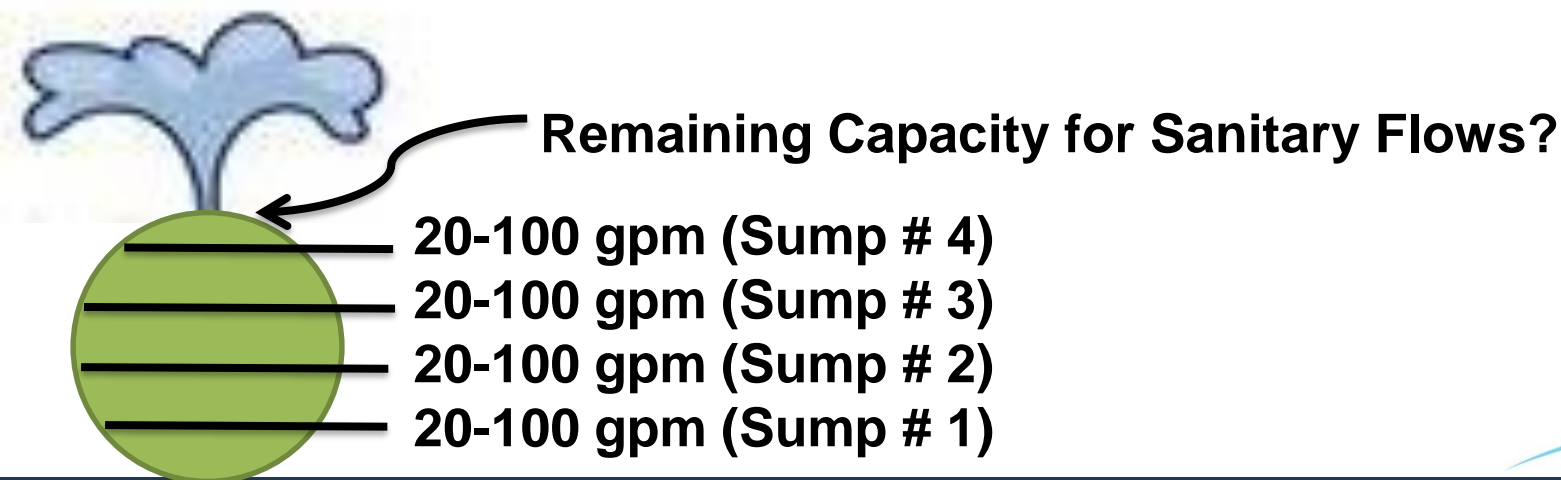 Remaining Capacity for Sanitary Flows?
20-100 gpm (Sump # 4)
20-100 gpm (Sump # 3)
20-100 gpm (Sump # 2)
20-100 gpm (Sump # 1)